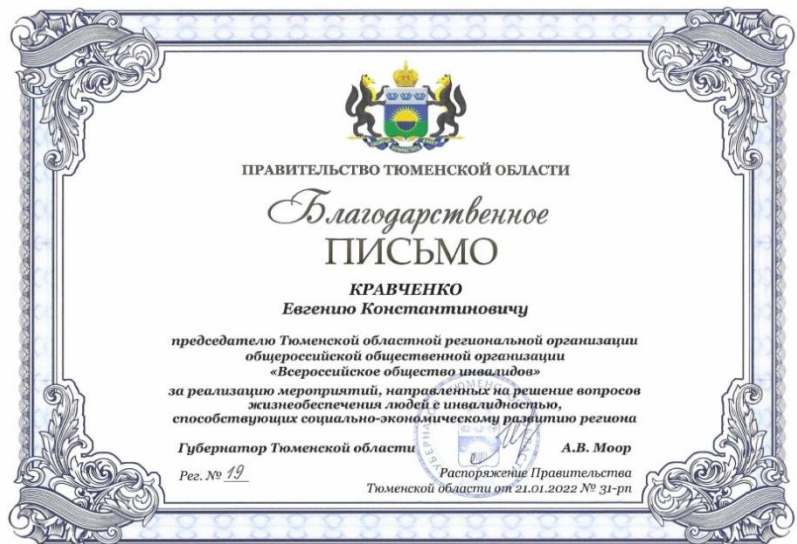 ПРАВИТЕЛЬСТВО ТЮМЕНСКОЙ ОБЛАСТИ
Благодарственное
ПИСЬМО
КРАВЧЕНКО
Евгению Константиновичу
председателю Тюменской областной региональной организации
общероссийской общественной организации
«Всероссийское общество инвалидов»
за реализацию мероприятий, направленных на решение вопросов
жизнеобеспечения людей с инвалидностью,
способствующих социально-экономическому развитию региона
Губернатор Тюменской области А.В. Моор
Рег. № 19
Распоряжение Правительства
Тюменской области от 21.01.2022 № 31-рп